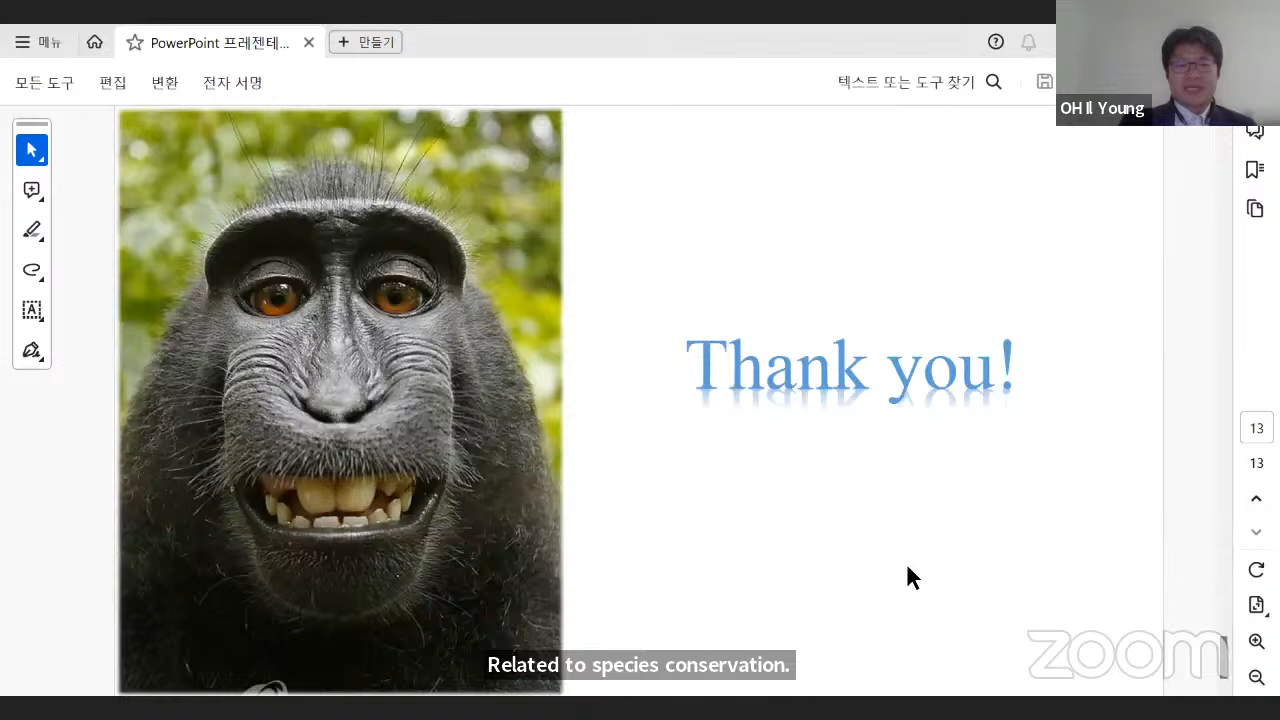 메뉴
PowerPoint 프레젠테...
만들기
모든 도구
편집
변환
전자 서명
텍스트 또는 도구 찾기
OH Il Young
Thank you!
13
13
Related to species conservation.
zoom